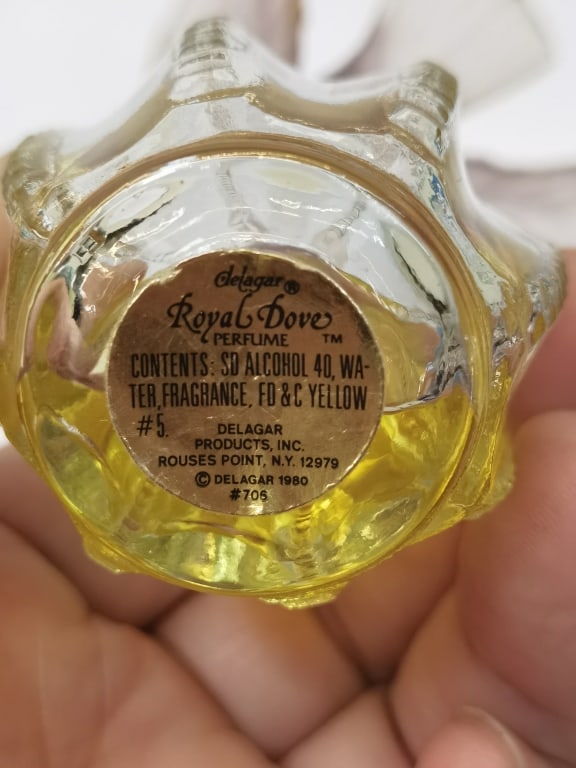 delagar®
Royal Dove
PERFUME ™
CONTENTS: SD ALCOHOL 40, WA-
TER, FRAGRANCE, FD & C YELLOW
#5.
DELAGAR
PRODUCTS, INC.
ROUSES POINT, N.Y. 12979
© DELAGAR 1980
#706